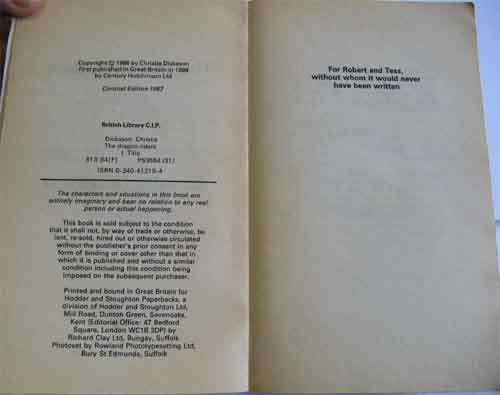 Copyright © 1986 by Christie Dickason
First published in Great Britain in 1986
by Century Hutchinson Ltd
Coronet Edition 1987
British Library C.I.P.
Dickason, Christie
The dragon riders
I. Title
813'.54[F] PS3554.I31
ISBN 0-340-41219-4
The characters and situations in this book are
entirely imaginary and bear no relation to any real
person or actual happening.
This book is sold subject to the condition
that it shall not, by way of trade or otherwise, be
lent, re-sold, hired out or otherwise circulated
without the publisher's prior consent in any
form of binding or cover other than that in
which it is published and without a similar
condition including this condition being
imposed on the subsequent purchaser.
Printed and bound in Great Britain for
Hodder and Stoughton Paperbacks, a
division of Hodder and Stoughton Ltd,
Mill Road, Dunton Green, Sevenoaks,
Kent (Editorial Office: 47 Bedford
Square, London WC1B 3DP) by
Richard Clay Ltd, Bungay, Suffolk
Photoset by Rowland Phototypesetting Ltd,
Bury St Edmunds, Suffolk
For Robert and Tess,
without whom it would never
have been written